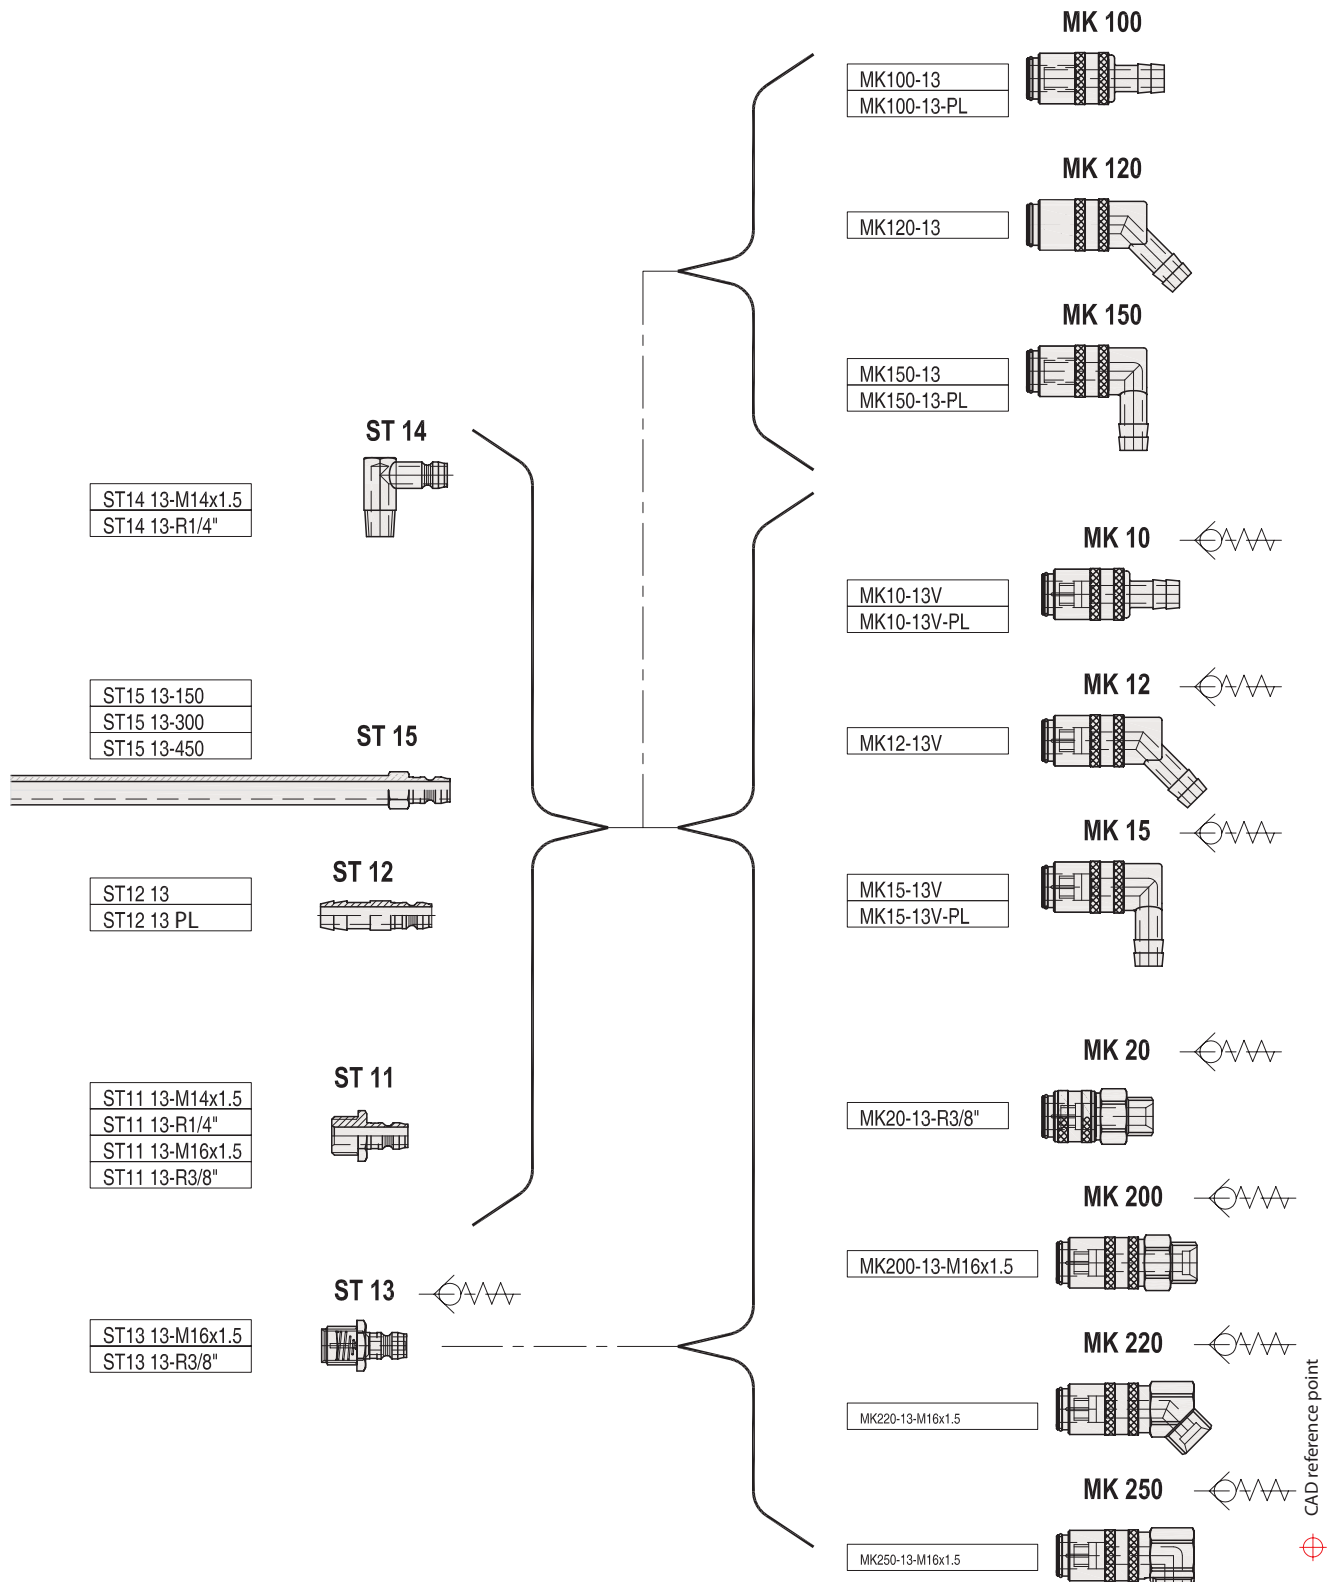 MK 100
MK100-13
MK100-13-PL
MK 120
MK120-13
MK 150
MK150-13
MK150-13-PL
ST 14
ST14 13-M14x1.5
ST14 13-R1/4"
MK 10
MK10-13V
MK10-13V-PL
ST15 13-150
ST15 13-300
ST15 13-450
ST 15
MK 12
MK12-13V
MK 15
MK15-13V
MK15-13V-PL
ST 12
ST12 13
ST12 13 PL
ST 11
ST11 13-M14x1.5
ST11 13-R1/4"
ST11 13-M16x1.5
ST11 13-R3/8"
MK 20
MK20-13-R3/8"
MK 200
MK200-13-M16x1.5
ST 13
ST13 13-M16x1.5
ST13 13-R3/8"
MK 220
MK220-13-M16x1.5
MK 250
MK250-13-M16x1.5
CAD reference point